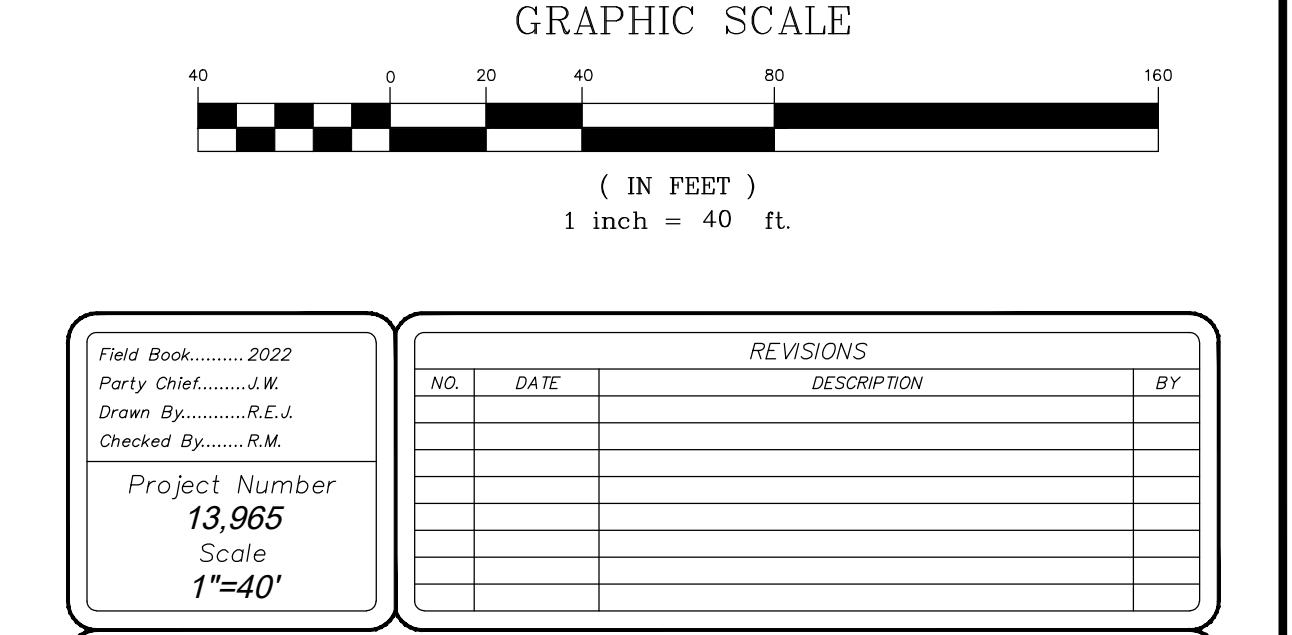 GRAPHIC SCALE
40 0 20 40 80 160
( IN FEET )
1 inch = 40 ft.
Field Book.........2022
Party Chief........J.W.
Drawn By............R.E.J.
Checked By........R.M.
Project Number
13,965
Scale
1"=40'
REVISIONS
NO. DATE DESCRIPTION BY